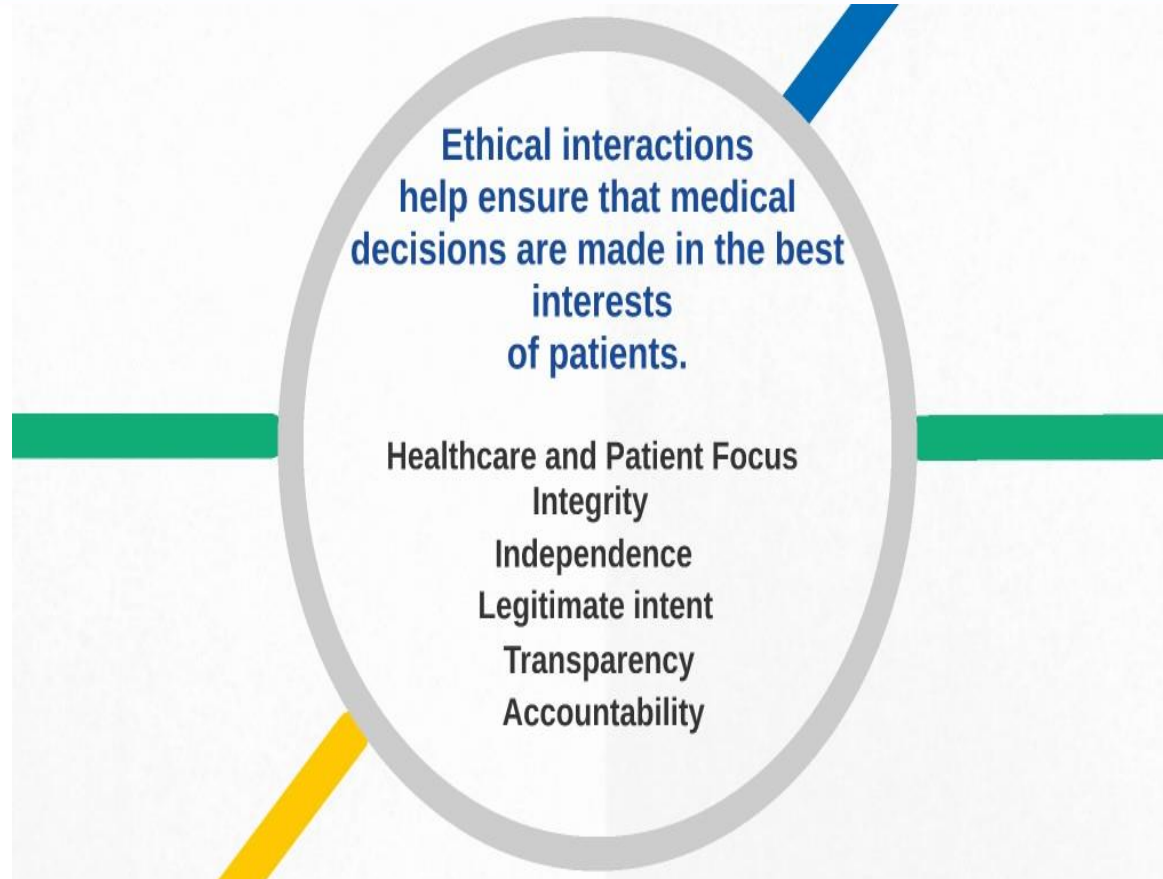 Ethical interactions
help ensure that medical
decisions are made in the best
interests
of patients.
Healthcare and Patient Focus
Integrity
Independence
Legitimate intent
Transparency
Accountability